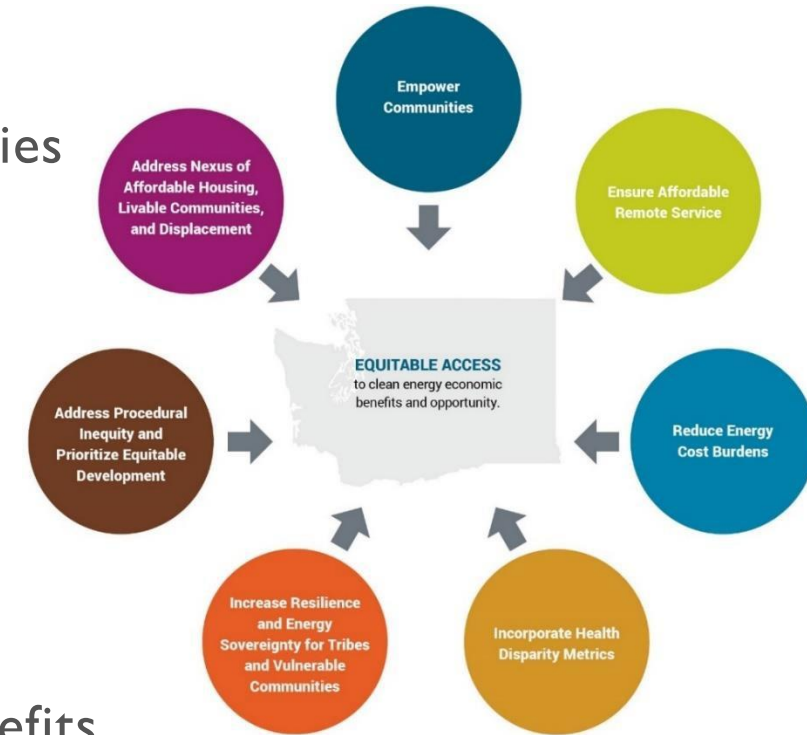 Empower
Communities
ies
Address Nexus of
Affordable Housing,
Livable Communities,
and Displacement
Ensure Affordable
Remote Service
EQUITABLE ACCESS
to clean energy economic
benefits and opportunity.
Address Procedural
Inequity and
Prioritize Equitable
Development
Reduce Energy
Cost Burdens
Increase Resilience
and Energy
Sovereignty for Tribes
and Vulnerable
Communities
Incorporate Health
Disparity Metrics
efits